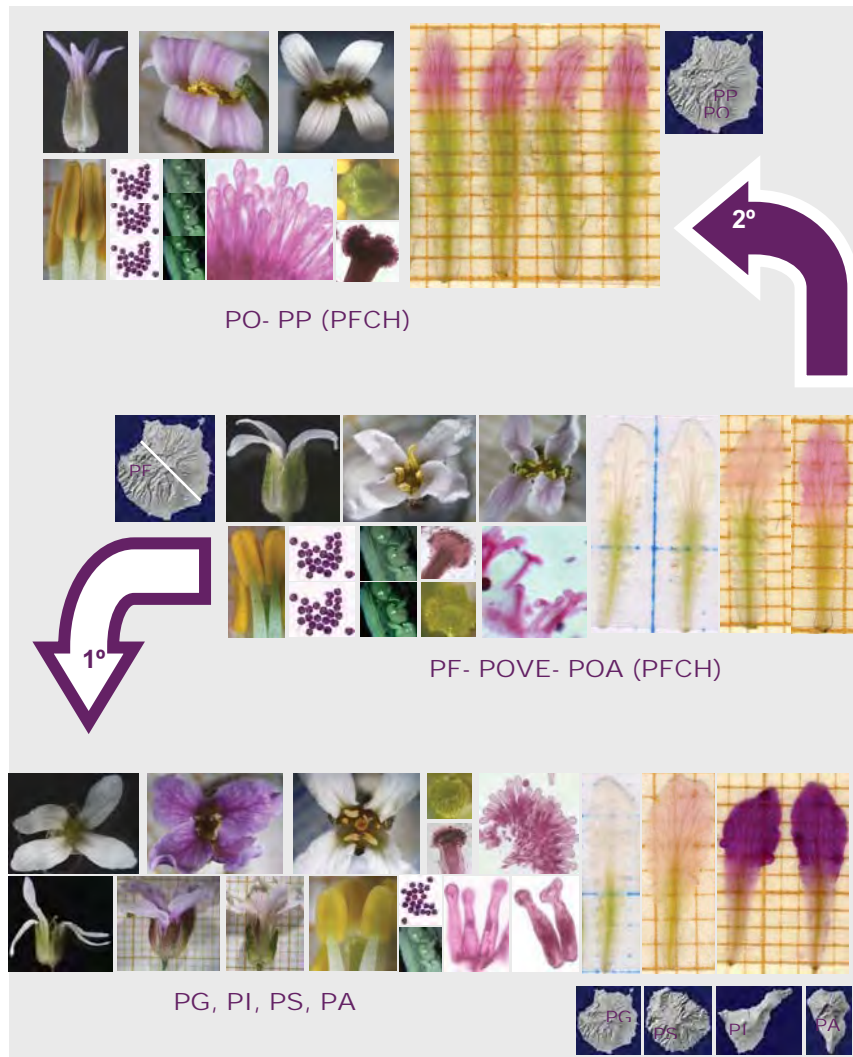 PP
PO
2º
PO- PP (PFCH)
PF
1º
PF- POVE- POA (PFCH)
PG, PI, PS, PA
PG
PS
PI
PA